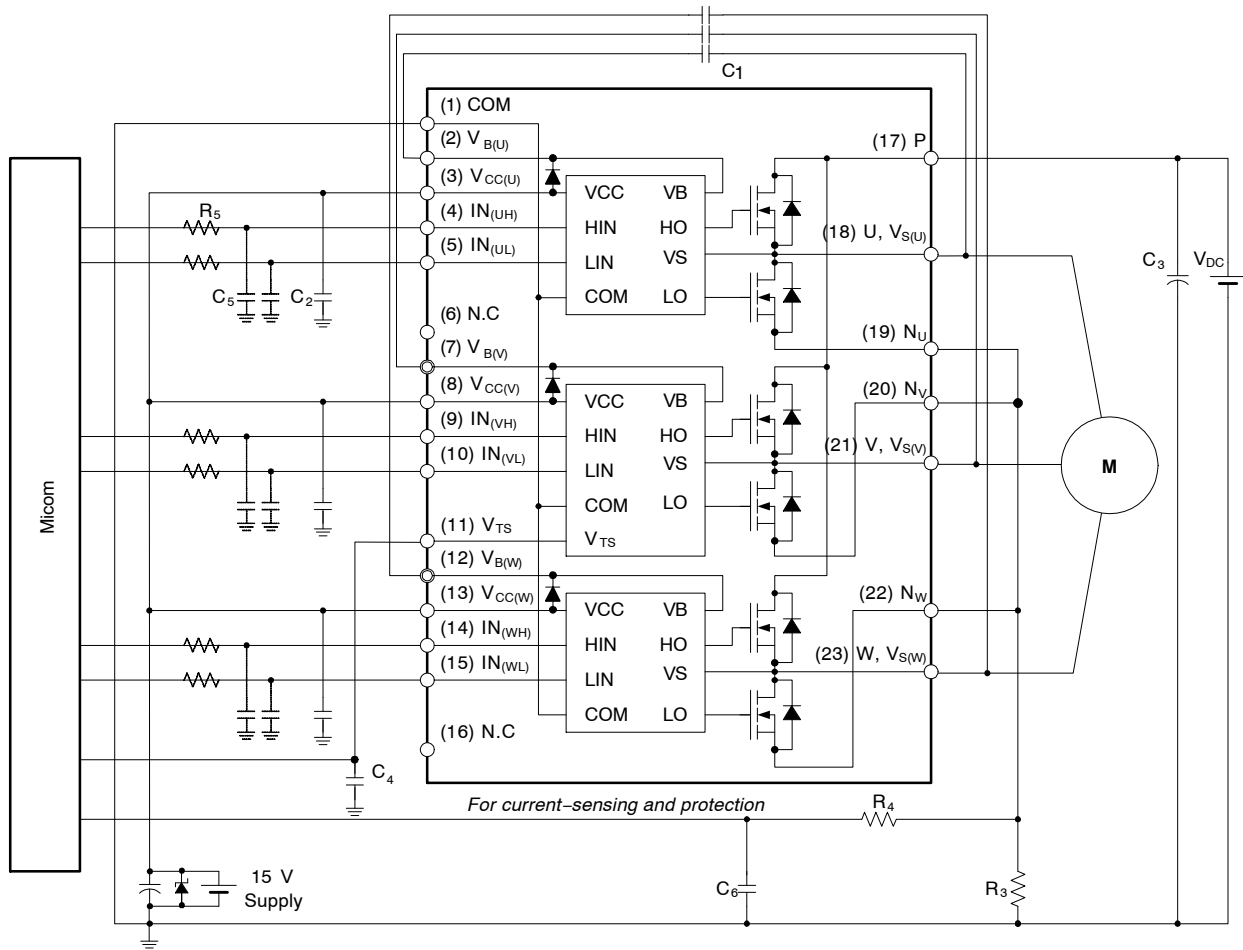 C1
(1) COM
(2) VB(U)
(3) VCC(U)
(4) IN(UH)
(5) IN(UL)
(6) N.C
(7) VB(V)
(8) VCC(V)
(9) IN(VH)
(10) IN(VL)
(11) VTS
(12) VB(W)
(13) VCC(W)
(14) IN(WH)
(15) IN(WL)
(16) N.C
VCC VB
HIN HO
LIN VS
COM LO
VCC VB
HIN HO
LIN VS
COM LO
VTS
VCC VB
HIN HO
LIN VS
COM LO
(17) P
(18) U, VS(U)
(19) NU
(20) NV
(21) V, VS(V)
(22) NW
(23) W, VS(W)
Micom
R5
C5 C2
C4
C3
VDC
M
For current–sensing and protection
R4
15 V
Supply
C6
R3